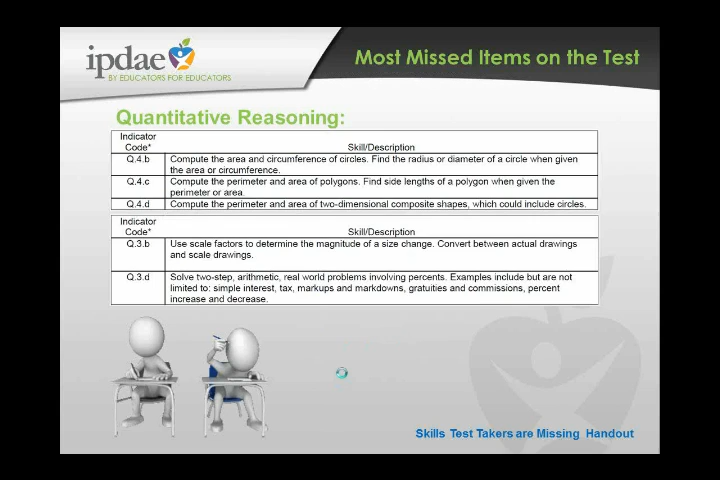 ipdae
BY EDUCATORS FOR EDUCATORS
Most Missed Items on the Test
Quantitative Reasoning:
Indicator
Code* Skill/Description
Q.4.b Compute the area and circumference of circles. Find the radius or diameter of a circle when given
the area or circumference.
Q.4.c Compute the perimeter and area of polygons. Find side lengths of a polygon when given the
perimeter or area.
Q.4.d Compute the perimeter and area of two-dimensional composite shapes, which could include circles.
Indicator
Code* Skill/Description
Q.3.b Use scale factors to determine the magnitude of a size change. Convert between actual drawings
and scale drawings.
Q.3.d Solve two-step, arithmetic, real world problems involving percents. Examples include but are not
limited to: simple interest, tax, markups and markdowns, gratuities and commissions, percent
increase and decrease.
Skills Test Takers are Missing Handout